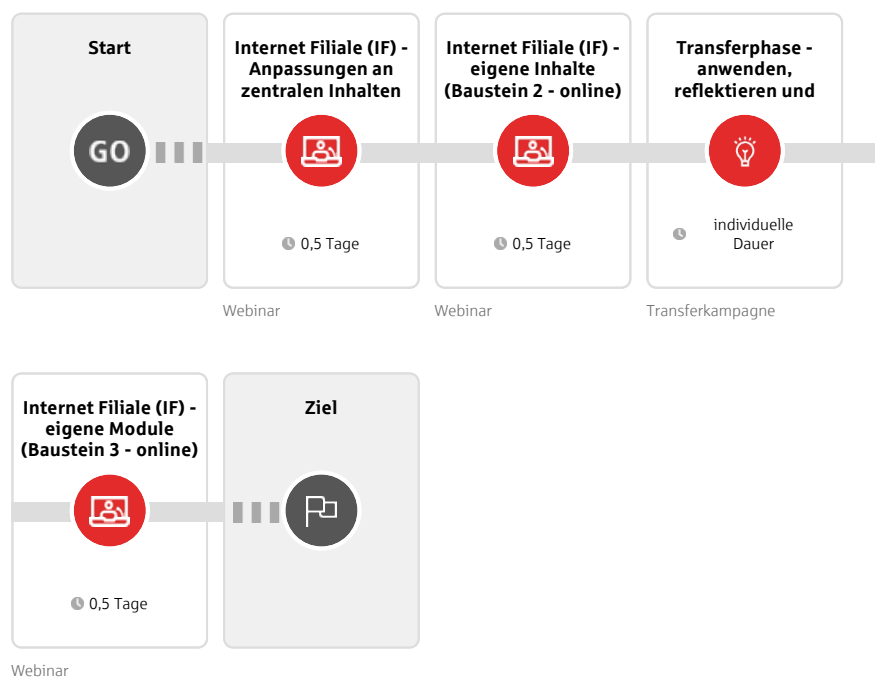 Start
GO
Internet Filiale (IF) -
Anpassungen an
zentralen Inhalten
0,5 Tage
Webinar
Internet Filiale (IF) -
eigene Inhalte
(Baustein 2 - online)
0,5 Tage
Webinar
Transferphase -
anwenden,
reflektieren und
individuelle
Dauer
Transferkampagne
Internet Filiale (IF) -
eigene Module
(Baustein 3 - online)
0,5 Tage
Webinar
Ziel